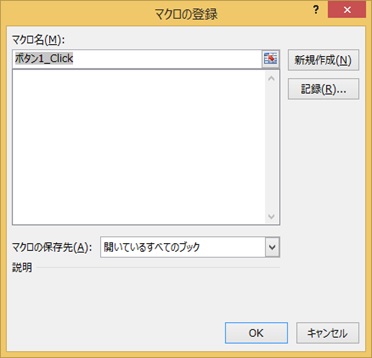 マクロの登録
マクロ名(M):
ボタン1_Click
新規作成(N)
記録(R)...
マクロの保存先(A):
開いているすべてのブック
説明
OK
キャンセル